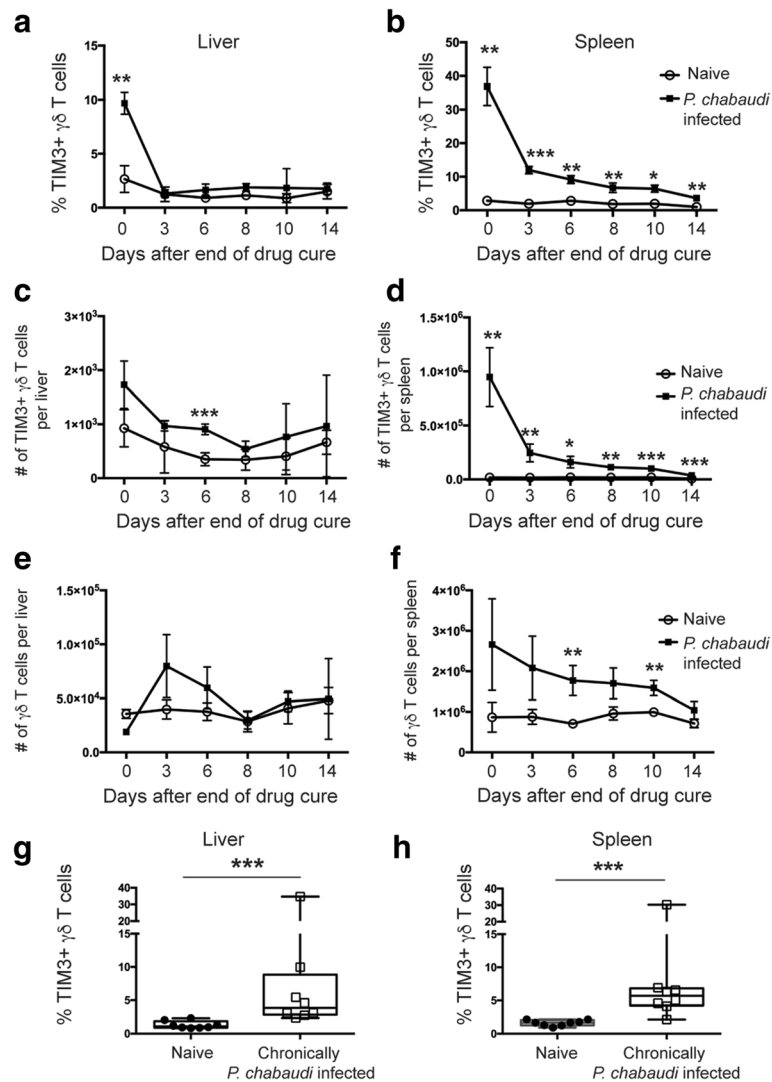 a
Liver
% TIM3+ γδ T cells
15
10
5
0
**
0 3 6 8 10 14
Days after end of drug cure
b
Spleen
% TIM3+ γδ T cells
50
40
30
20
10
0
**
***
**
**
*
**
Naive
P. chabaudi
infected
0 3 6 8 10 14
Days after end of drug cure
c
# of TIM3+ γδ T cells
per liver
3×10³
2×10³
1×10³
0
***
0 3 6 8 10 14
Days after end of drug cure
d
# of TIM3+ γδ T cells
per spleen
1.5×10⁶
1.0×10⁶
5.0×10⁵
0.0
**
**
*
**
***
***
Naive
P. chabaudi
infected
0 3 6 8 10 14
Days after end of drug cure
e
# of γδ T cells per liver
1.5×10⁵
1.0×10⁵
5.0×10⁴
0.0
0 3 6 8 10 14
Days after end of drug cure
f
# of γδ T cells per spleen
4×10⁶
3×10⁶
2×10⁶
1×10⁶
0
**
**
Naive
P. chabaudi
infected
0 3 6 8 10 14
Days after end of drug cure
g
Liver
***
% TIM3+ γδ T cells
40
30
20
15
10
5
0
Naive
Chronically
P. chabaudi infected
h
Spleen
***
% TIM3+ γδ T cells
40
30
20
15
10
5
0
Naive
Chronically
P. chabaudi infected